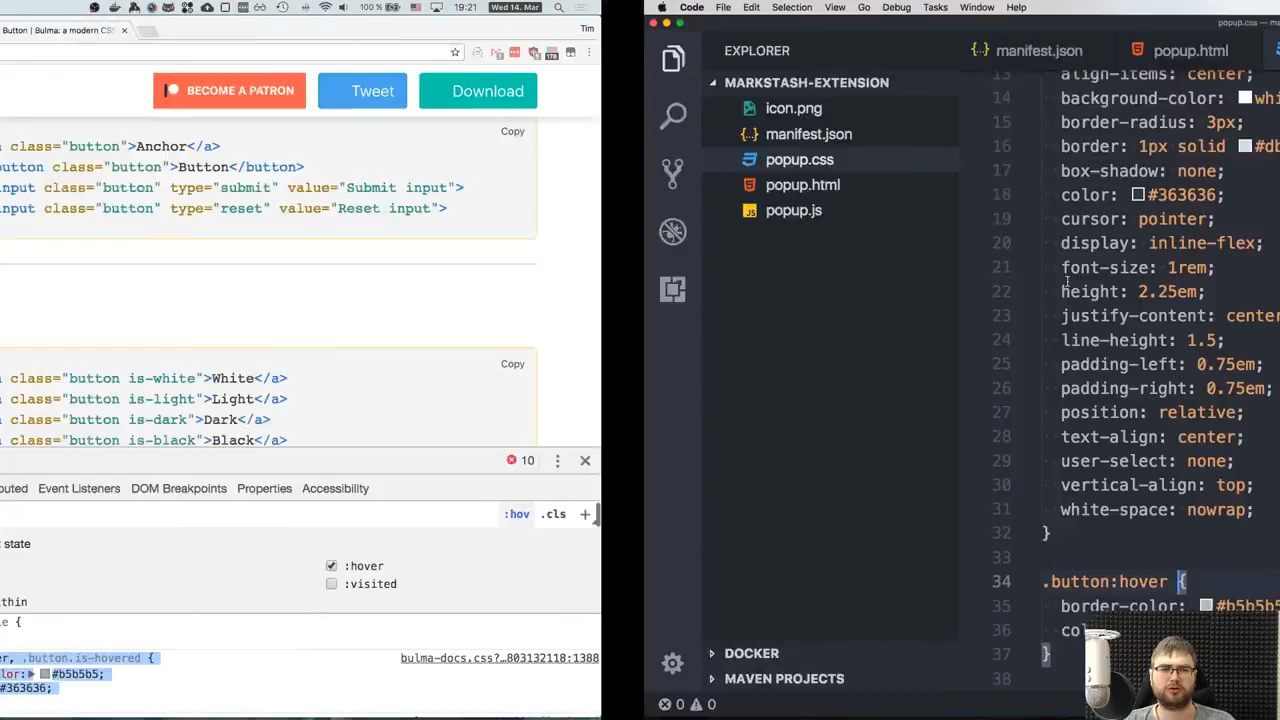 100 %
19:21
Wed 14. Mar
Button | Bulma: a modern CS
Tim
178
BECOME A PATRON
Tweet
Download
Copy
class="button">Anchor</a>
button class="button">Button</button>
input class="button" type="submit" value="Submit input">
input class="button" type="reset" value="Reset input">
Copy
class="button is-white">White</a>
class="button is-light">Light</a>
class="button is-dark">Dark</a>
class="button is-black">Black</a>
10
Event Listeners
DOM Breakpoints
Properties
Accessibility
:hov
.cls
+
state
:hover
:visited
{
.button.is-hovered {
bulma-docs.css?…803132118:1388
#b5b5b5;
#363636;
Code
File
Edit
Selection
View
Go
Debug
Tasks
Window
Help
popup.css
EXPLORER
MARKSTASH-EXTENSION
icon.png
manifest.json
popup.css
popup.html
popup.js
DOCKER
MAVEN PROJECTS
0
0
manifest.json
popup.html
13 align-items: center;
14 background-color: whi
15 border-radius: 3px;
16 border: 1px solid #db
17 box-shadow: none;
18 color: #363636;
19 cursor: pointer;
20 display: inline-flex;
21 font-size: 1rem;
22 height: 2.25em;
23 justify-content: center
24 line-height: 1.5;
25 padding-left: 0.75em;
26 padding-right: 0.75em;
27 position: relative;
28 text-align: center;
29 user-select: none;
30 vertical-align: top;
31 white-space: nowrap;
32 }
33
34 .button:hover {
35 border-color: #b5b5b5
36 co
37 }
38